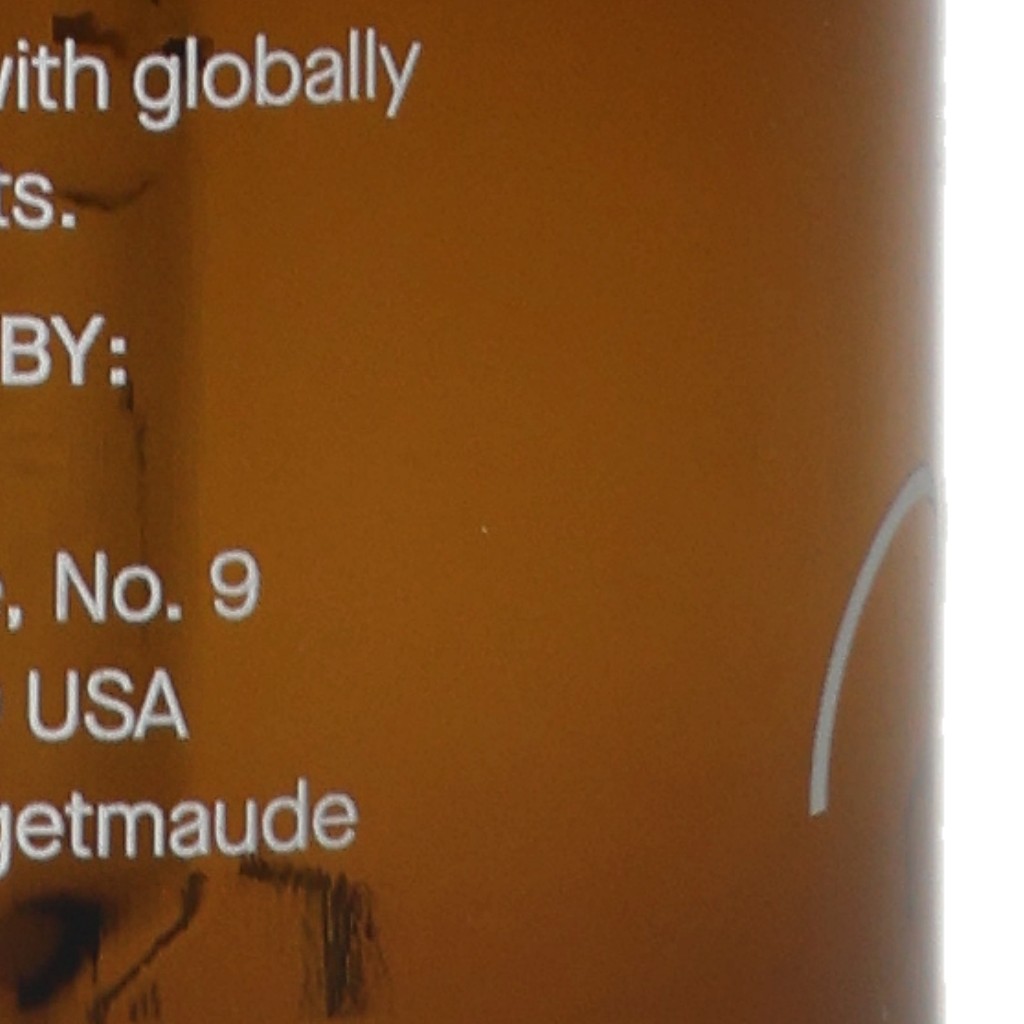 with globally
ts.
BY:
, No. 9
USA
getmaude